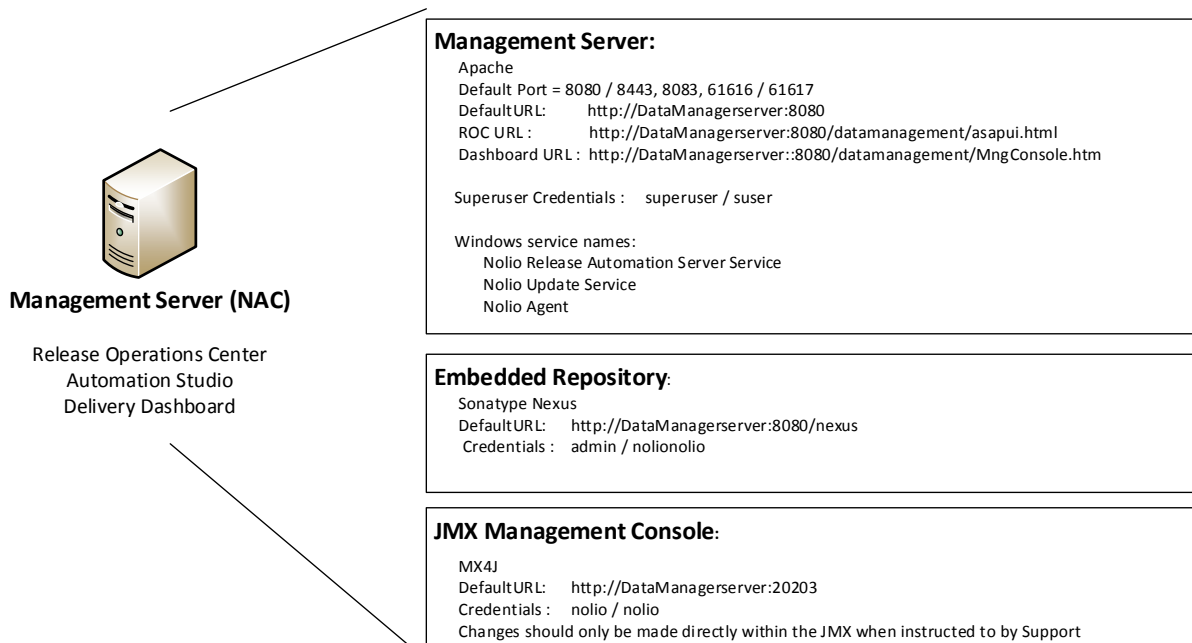 Management Server (NAC)
Release Operations Center
Automation Studio
Delivery Dashboard
Management Server:
Apache
Default Port = 8080 / 8443, 8083, 61616 / 61617
DefaultURL: http://DataManagerserver:8080
ROC URL : http://DataManagerserver:8080/datamanagement/asapui.html
Dashboard URL : http://DataManagerserver::8080/datamanagement/MngConsole.htm
Superuser Credentials : superuser / suser
Windows service names:
Nolio Release Automation Server Service
Nolio Update Service
Nolio Agent
Embedded Repository:
Sonatype Nexus
DefaultURL: http://DataManagerserver:8080/nexus
Credentials : admin / nolionolio
JMX Management Console:
MX4J
DefaultURL: http://DataManagerserver:20203
Credentials : nolio / nolio
Changes should only be made directly within the JMX when instructed to by Support